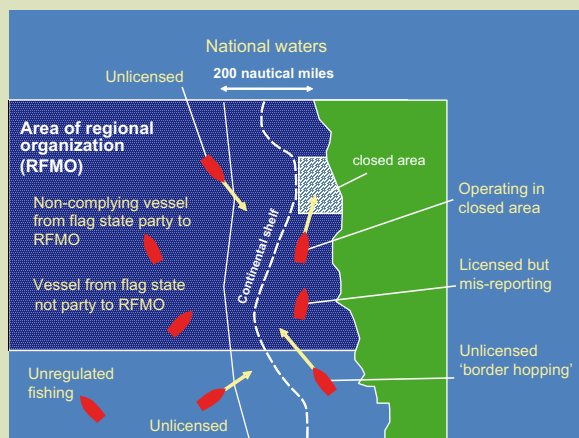 National waters
200 nautical miles
Unlicensed
Area of regional
organization
(RFMO)
closed area
Operating in
closed area
Non-complying vessel
from flag state party to
RFMO
Continental shelf
Licensed but
mis-reporting
Vessel from flag state
not party to RFMO
Unlicensed
‘border hopping’
Unregulated
fishing
Unlicensed